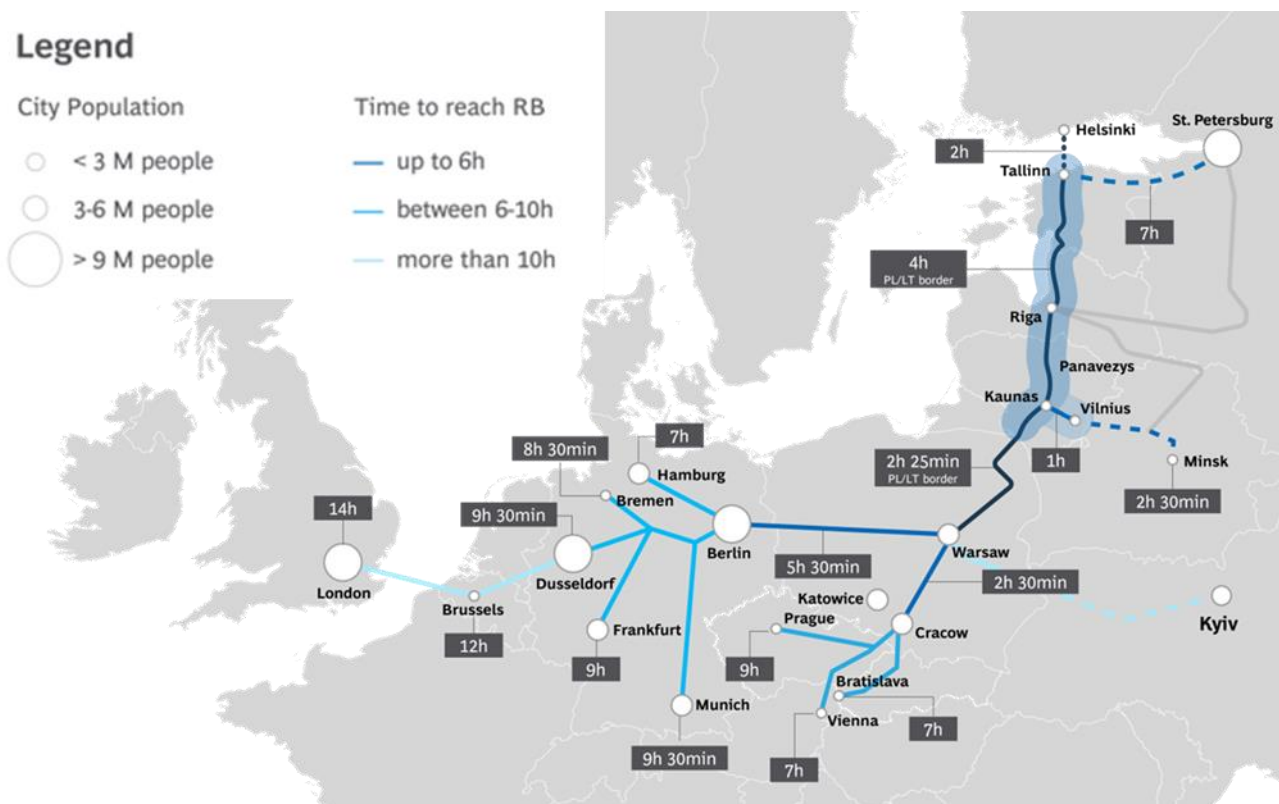 Legend
City Population
Time to reach RB
< 3 M people
up to 6h
3-6 M people
between 6-10h
> 9 M people
more than 10h
Helsinki
St. Petersburg
2h
Tallinn
7h
4h
PL/LT border
Riga
Panavezys
Kaunas
Vilnius
1h
Minsk
2h 30min
2h 25min
PL/LT border
7h
8h 30min
Hamburg
Bremen
14h
9h 30min
Berlin
Warsaw
5h 30min
2h 30min
London
Dusseldorf
Brussels
12h
Katowice
Prague
Cracow
Kyiv
Frankfurt
9h
9h
Bratislava
Munich
Vienna
7h
9h 30min
7h